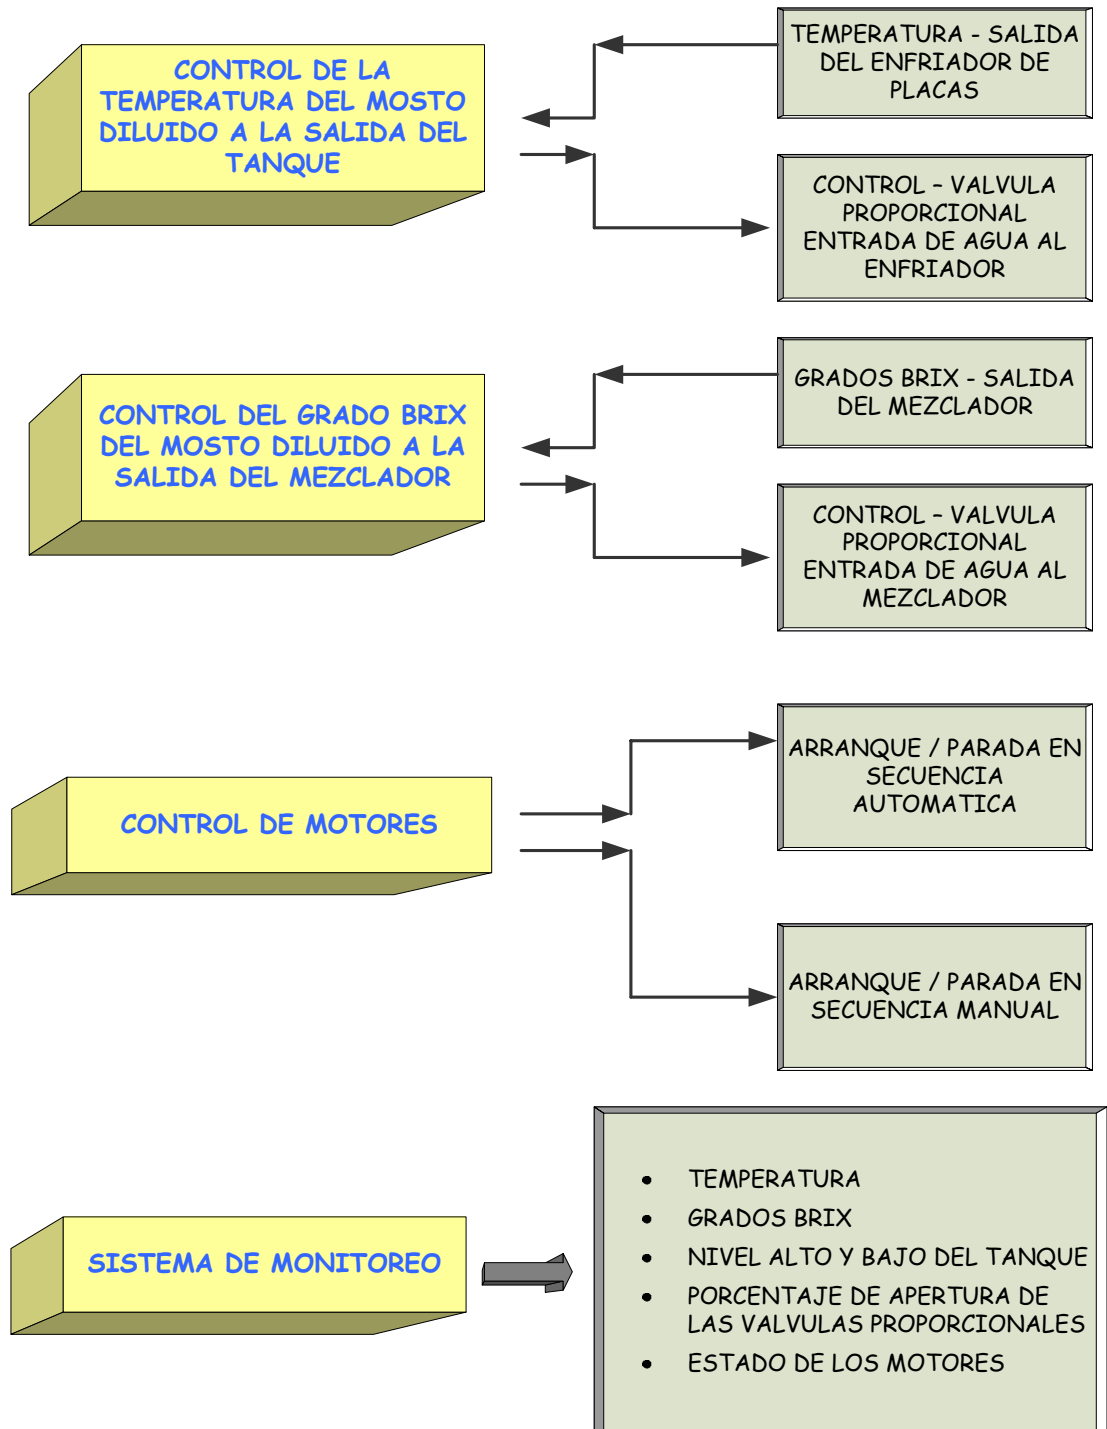 CONTROL DE LA
TEMPERATURA DEL MOSTO
DILUIDO A LA SALIDA DEL
TANQUE
TEMPERATURA - SALIDA
DEL ENFRIADOR DE
PLACAS
CONTROL – VALVULA
PROPORCIONAL
ENTRADA DE AGUA AL
ENFRIADOR
CONTROL DEL GRADO BRIX
DEL MOSTO DILUIDO A LA
SALIDA DEL MEZCLADOR
GRADOS BRIX - SALIDA
DEL MEZCLADOR
CONTROL – VALVULA
PROPORCIONAL
ENTRADA DE AGUA AL
MEZCLADOR
CONTROL DE MOTORES
ARRANQUE / PARADA EN
SECUENCIA
AUTOMATICA
ARRANQUE / PARADA EN
SECUENCIA MANUAL
SISTEMA DE MONITOREO
• TEMPERATURA
• GRADOS BRIX
• NIVEL ALTO Y BAJO DEL TANQUE
• PORCENTAJE DE APERTURA DE
LAS VALVULAS PROPORCIONALES
• ESTADO DE LOS MOTORES